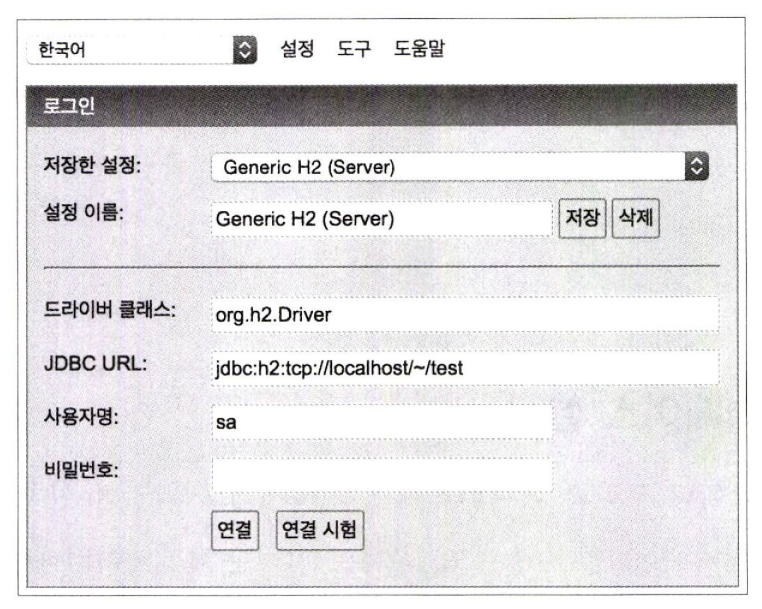 한국어 설정 도구 도움말
로그인
저장한 설정: Generic H2 (Server)
설정 이름: Generic H2 (Server) 저장 삭제
드라이버 클래스: org.h2.Driver
JDBC URL: jdbc:h2:tcp://localhost/~/test
사용자명: sa
비밀번호:
연결 연결 시험